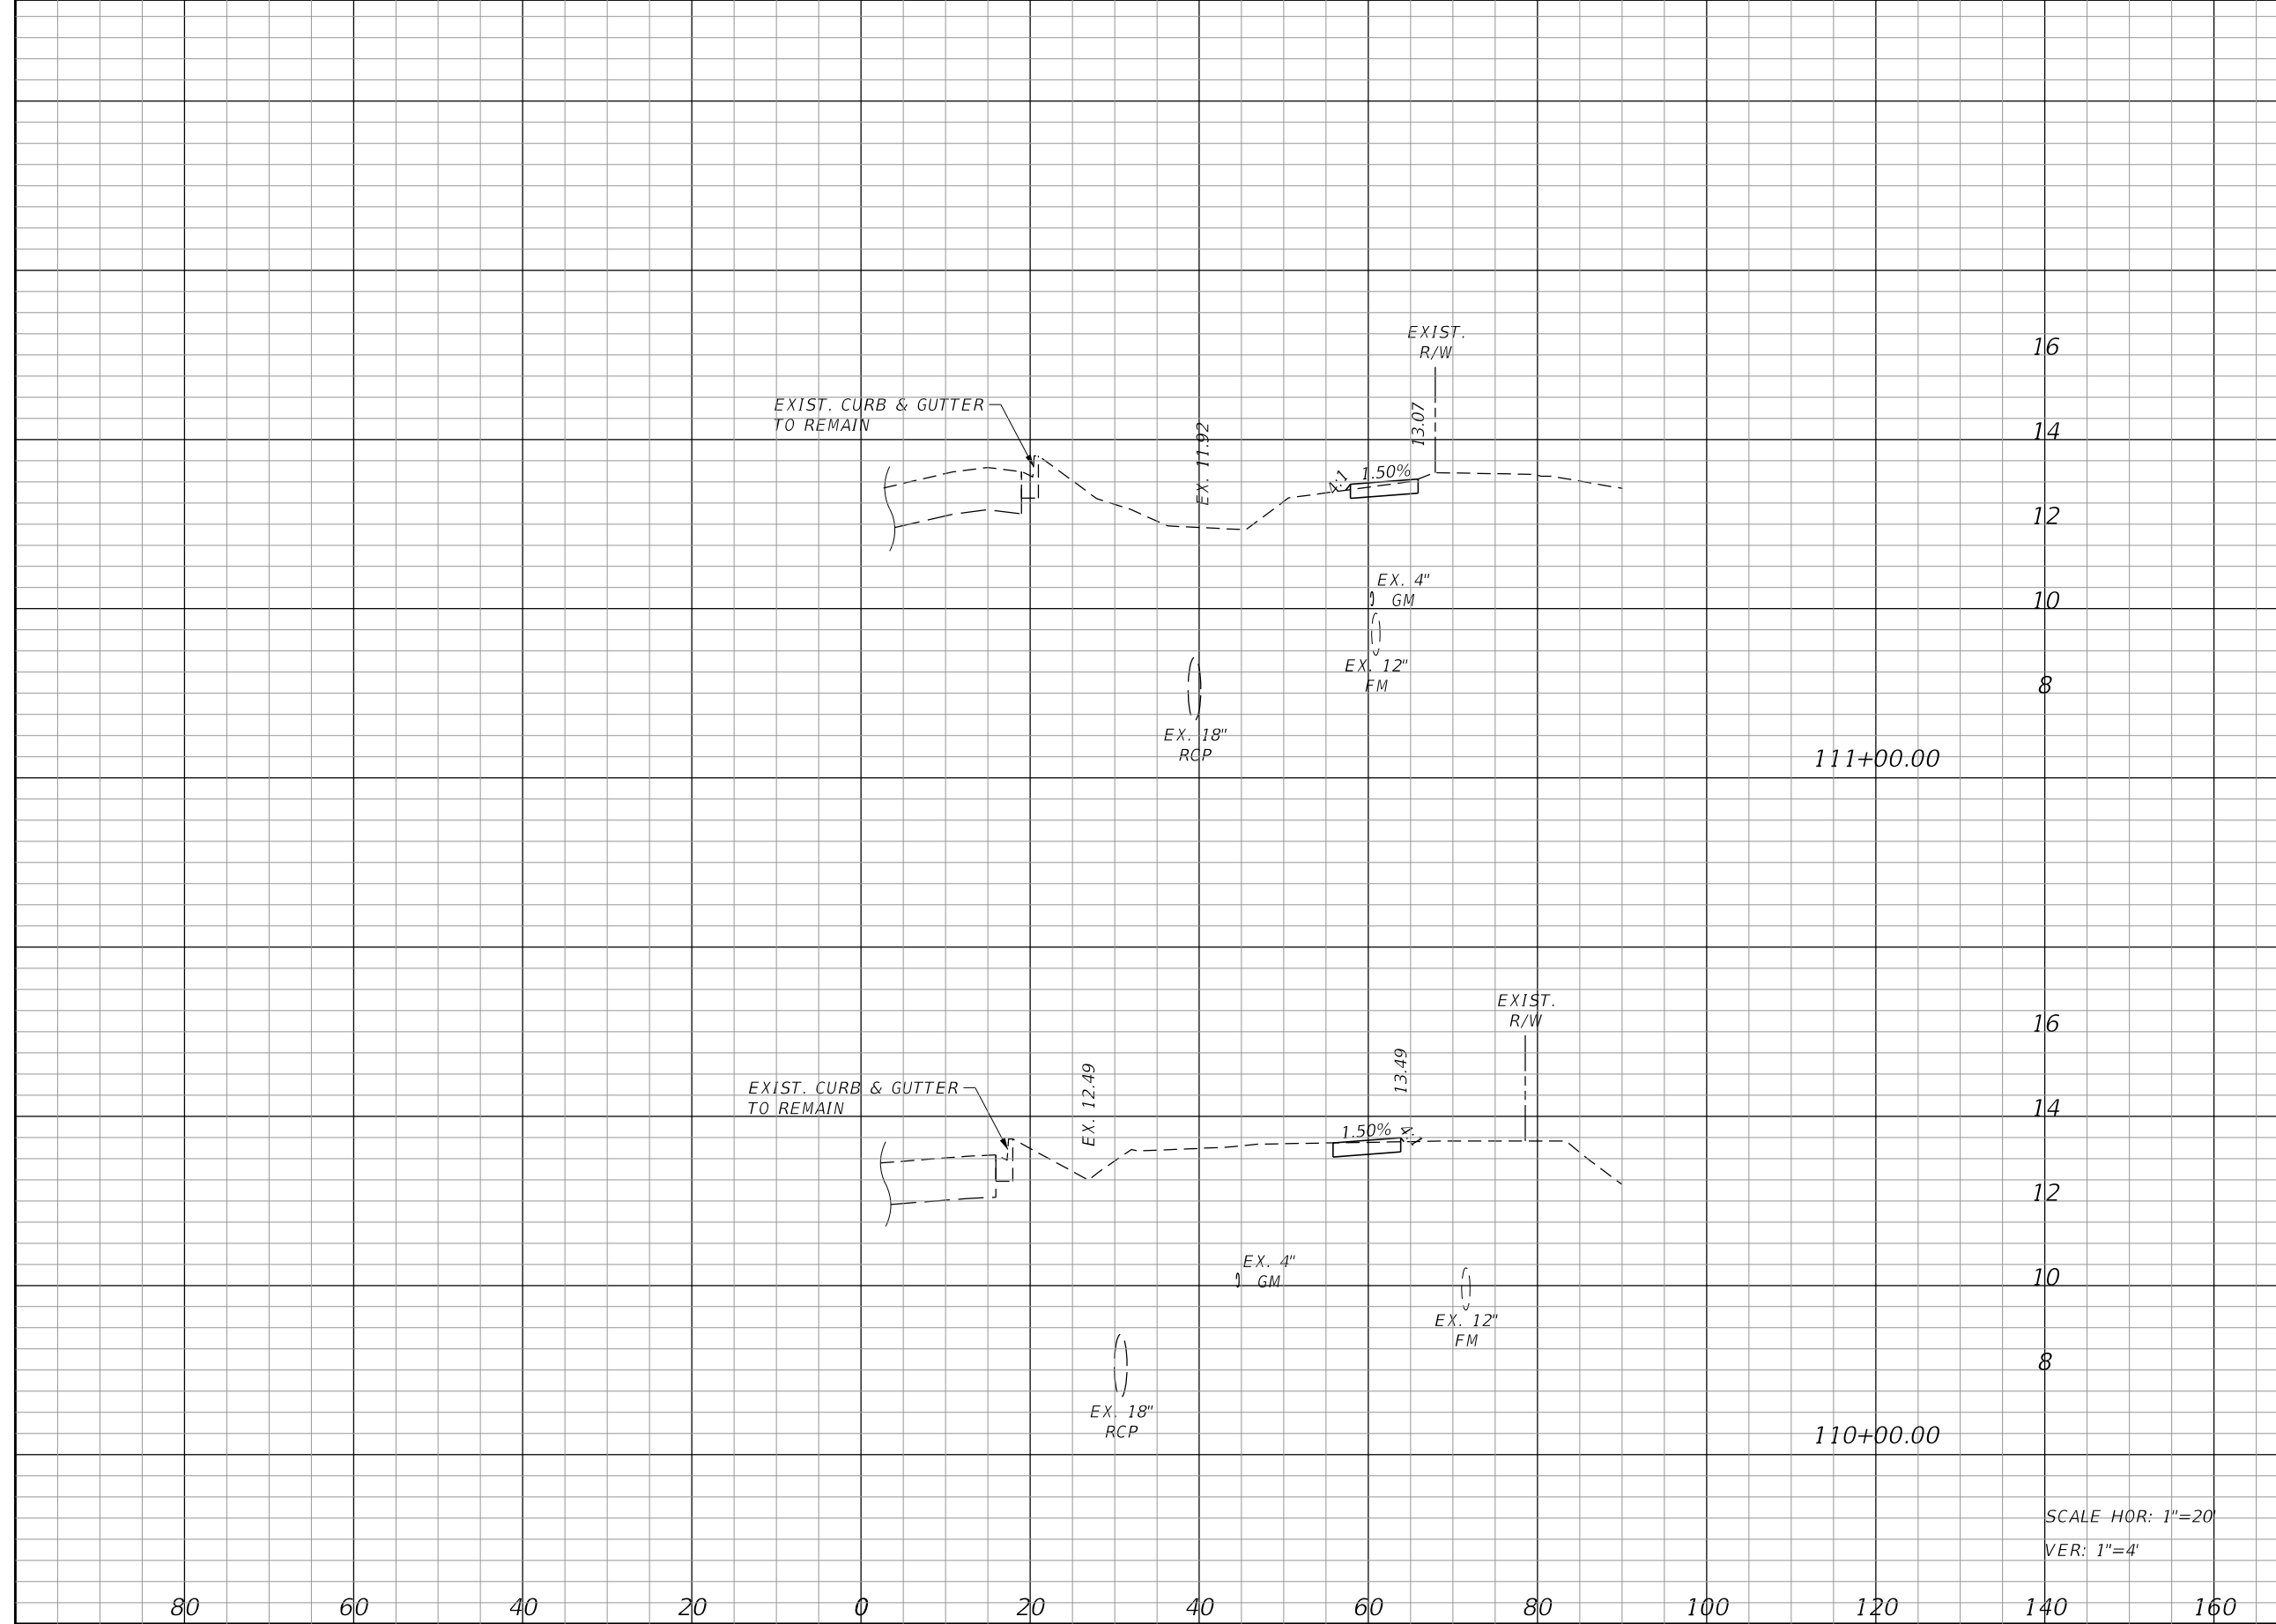 EXIST.
R/W
16
EXIST. CURB & GUTTER
TO REMAIN
EX. 11.92
13.07
14
4:1
1.50%
12
EX. 4"
GM
10
EX. 12"
FM
8
EX. 18"
RCP
111+00.00
EXIST.
R/W
16
EXIST. CURB & GUTTER
TO REMAIN
EX. 12.49
13.49
14
1.50%
4:1
12
EX. 4"
GM
10
EX. 12"
FM
8
EX. 18"
RCP
110+00.00
SCALE HOR: 1"=20'
VER: 1"=4'
80 60 40 20 0 20 40 60 80 100 120 140 160